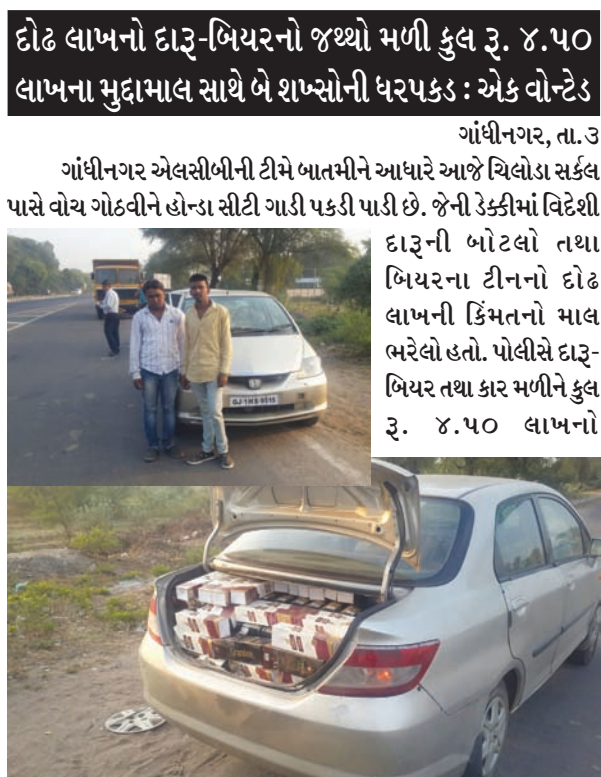 દોઢ લાખનો દારૂ-બિયરનો જથ્થો મળી કુલ રૂ. ૪.૫૦
લાખના મુદ્દામાલ સાથે બે શખ્સોની ધરપકડ : એક વોન્ટેડ
ગાંધીનગર, તા.૩
ગાંધીનગર એલસીબીની ટીમે બાતમીને આધારે આજે ચિલોડા સર્કલ
પાસે વોચ ગોઠવીને હોન્ડા સીટી ગાડી પકડી પાડી છે. જેની ડેક્કીમાં વિદેશી
દારૂની બોટલો તથા
બિયરના ટીનનો દોઢ
લાખની કિંમતનો માલ
ભરેલો હતો. પોલીસે દારૂ-
બિયર તથા કાર મળીને કુલ
રૂ. ૪.૫૦ લાખનો